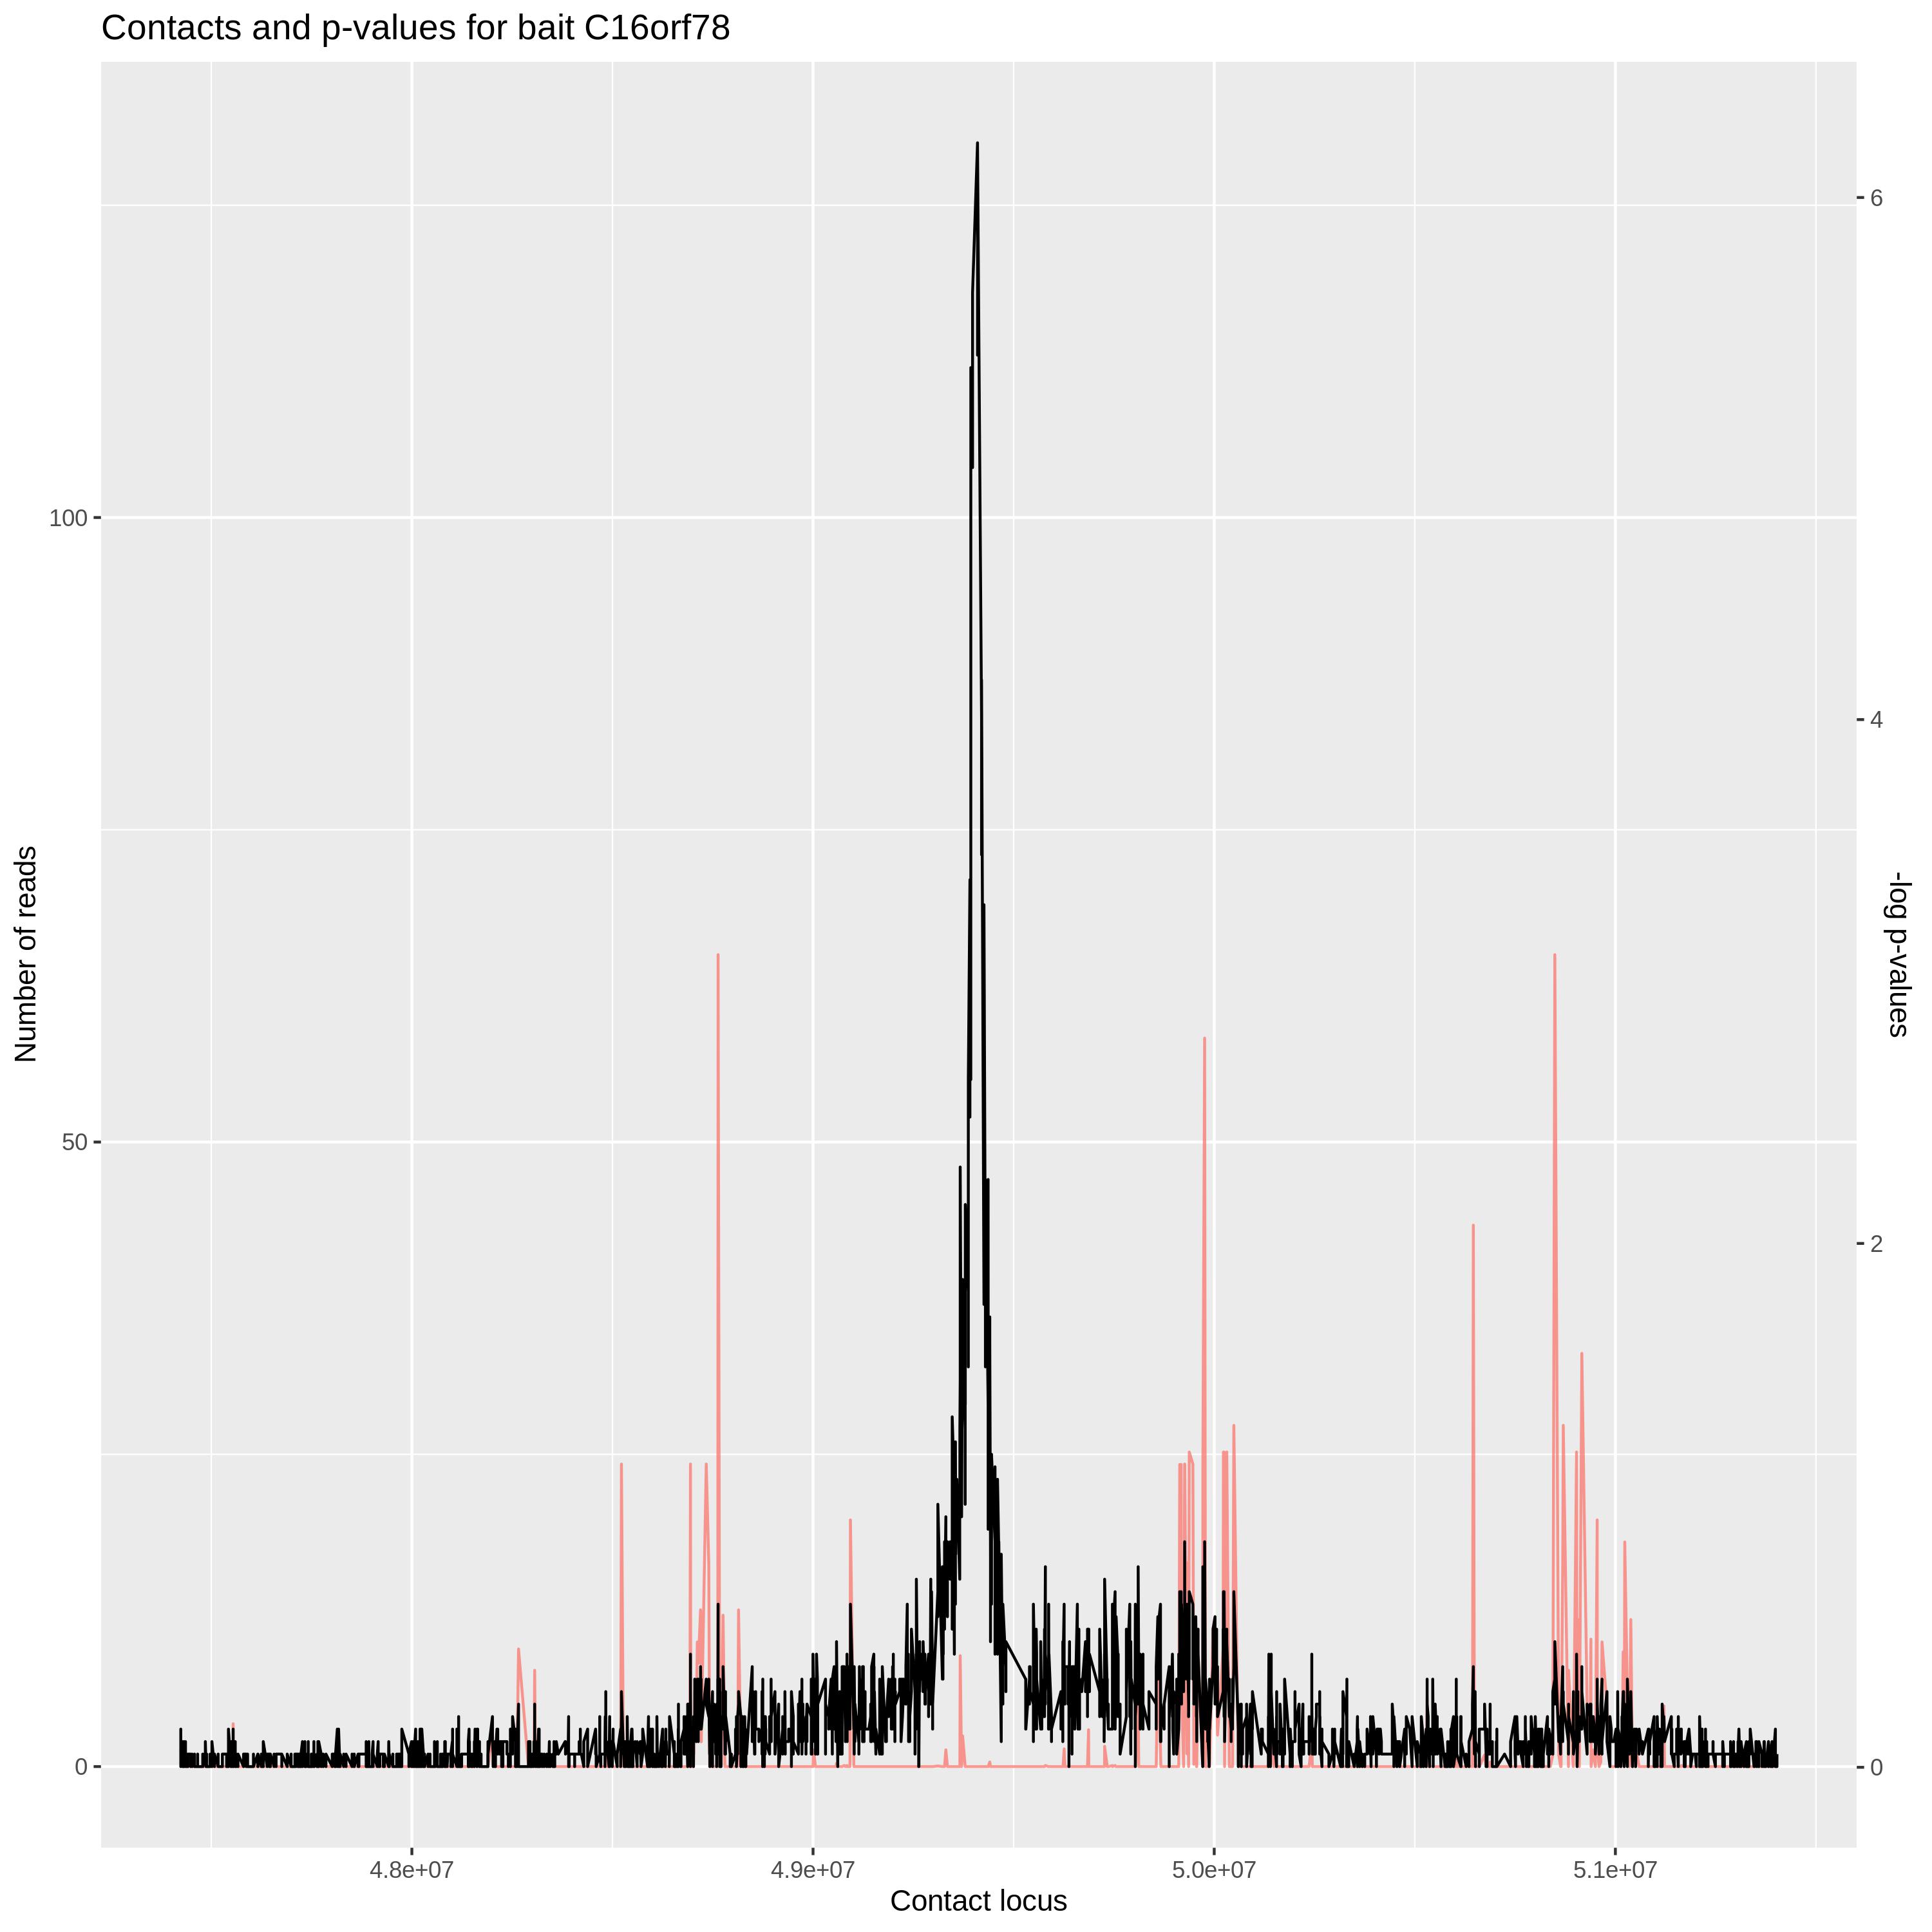 Contacts and p-values for bait C16orf78
Number of reads
100
50
0
6
4
2
0
-log p-values
4.8e+07
4.9e+07
5.0e+07
5.1e+07
Contact locus